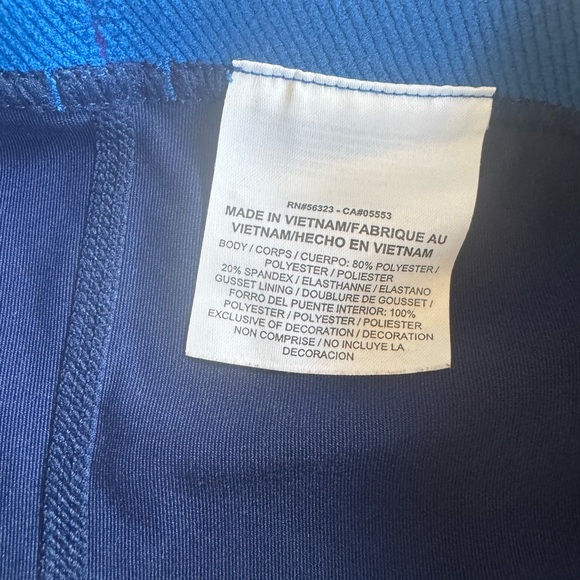 RN#56323 - CA#05553
MADE IN VIETNAM/FABRIQUE AU
VIETNAM/HECHO EN VIETNAM
BODY / CORPS / CUERPO: 80% POLYESTER /
POLYESTER / POLIESTER
20% SPANDEX / ELASTHANNE / ELASTANO
GUSSET LINING / DOUBLURE DE GOUSSET /
FORRO DEL PUENTE INTERIOR: 100%
POLYESTER / POLYESTER / POLIESTER
EXCLUSIVE OF DECORATION / DECORATION
NON COMPRISE / NO INCLUYE LA
DECORACION